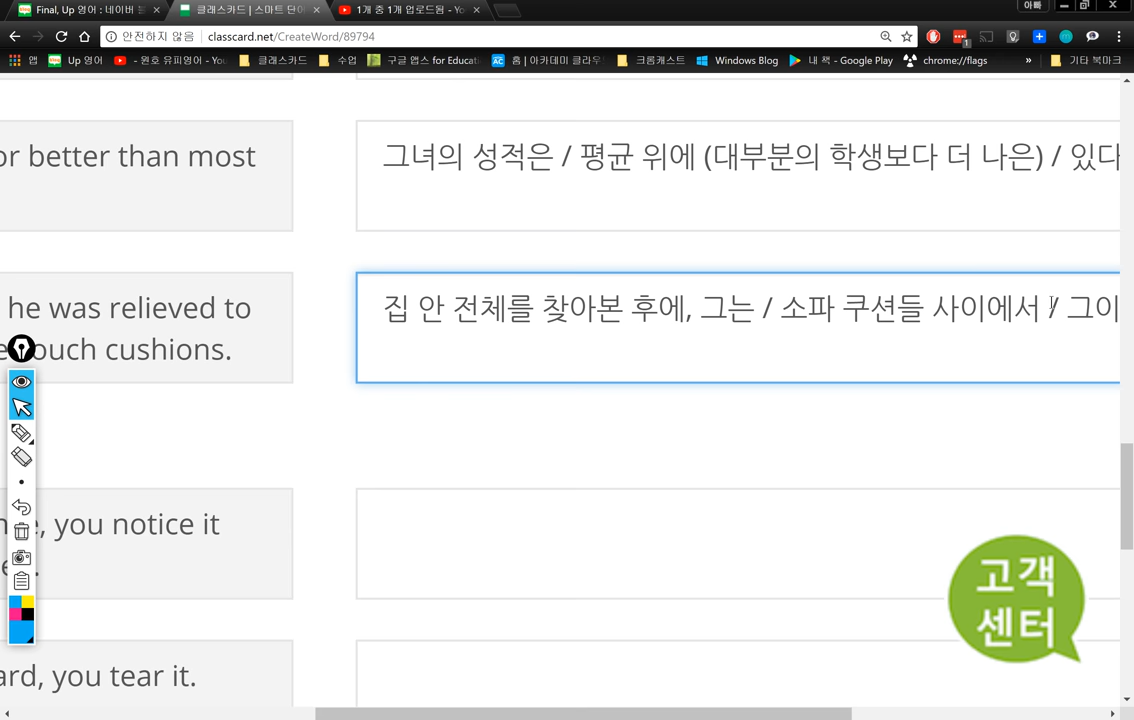 Final, Up 영어 : 네이버 블
클래스카드 | 스마트 단어
1개 중 1개 업로드됨 - Yo
아빠
안전하지 않음
classcard.net/CreateWord/89794
앱
Up 영어
- 원호 유피영어 - You
클래스카드
수업
구글 앱스 for Educati
홈 | 아카데미 클라우드
크롬캐스트
Windows Blog
내 책 - Google Play
chrome://flags
»
기타 북마크
or better than most
그녀의 성적은 / 평균 위에 (대부분의 학생보다 더 나은) / 있다
he was relieved to
ouch cushions.
집 안 전체를 찾아본 후에, 그는 / 소파 쿠션들 사이에서 / 그이
, you notice it
ard, you tear it.
고객
센터